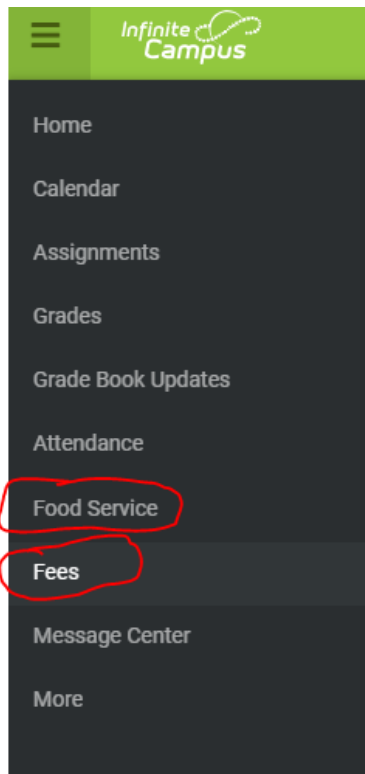 Infinite
Campus
Home
Calendar
Assignments
Grades
Grade Book Updates
Attendance
Food Service
Fees
Message Center
More